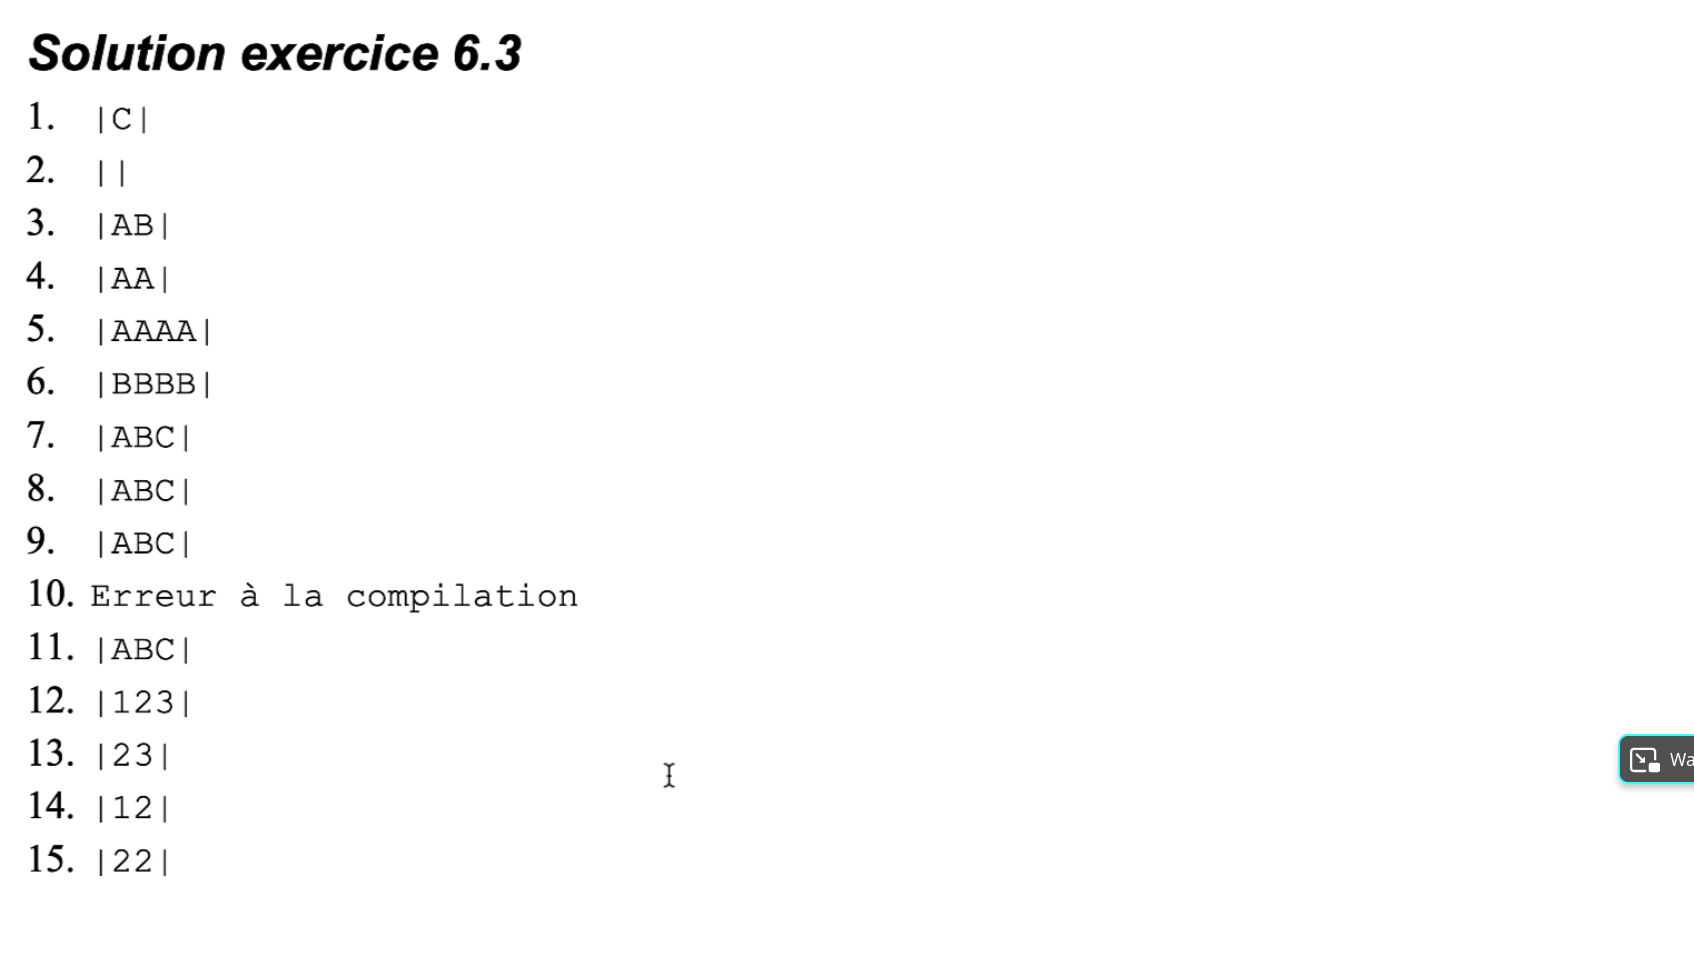 Solution exercice 6.3
1. |C|
2. ||
3. |AB|
4. |AA|
5. |AAAA|
6. |BBBB|
7. |ABC|
8. |ABC|
9. |ABC|
10. Erreur à la compilation
11. |ABC|
12. |123|
13. |23|
14. |12|
15. |22|